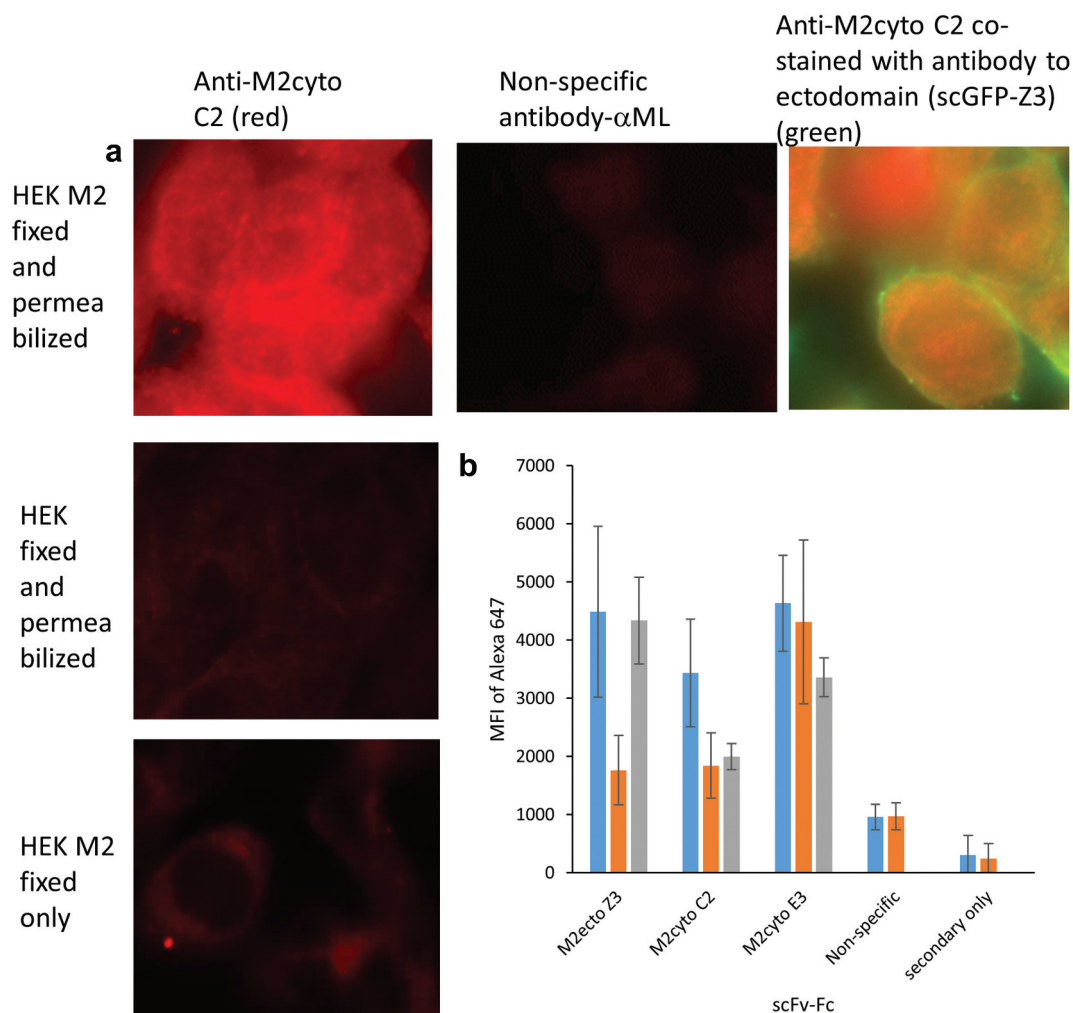 Anti-M2cyto
C2 (red)
Non-specific
antibody-αML
Anti-M2cyto C2 co-
stained with antibody to
ectodomain (scGFP-Z3)
(green)
a
HEK M2
fixed
and
permea
bilized
HEK
fixed
and
permea
bilized
HEK M2
fixed
only
b
MFI of Alexa 647
7000
6000
5000
4000
3000
2000
1000
0
M2ecto Z3
M2cyto C2
M2cyto E3
Non-specific
secondary only
scFv-Fc